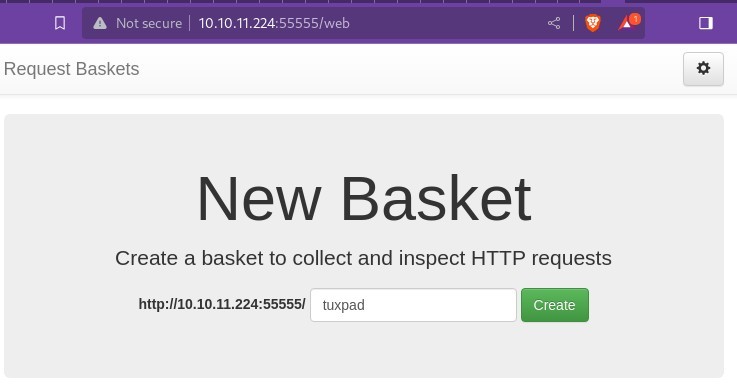 Not secure 10.10.11.224:55555/web 1
Request Baskets
New Basket
Create a basket to collect and inspect HTTP requests
http://10.10.11.224:55555/ tuxpad Create